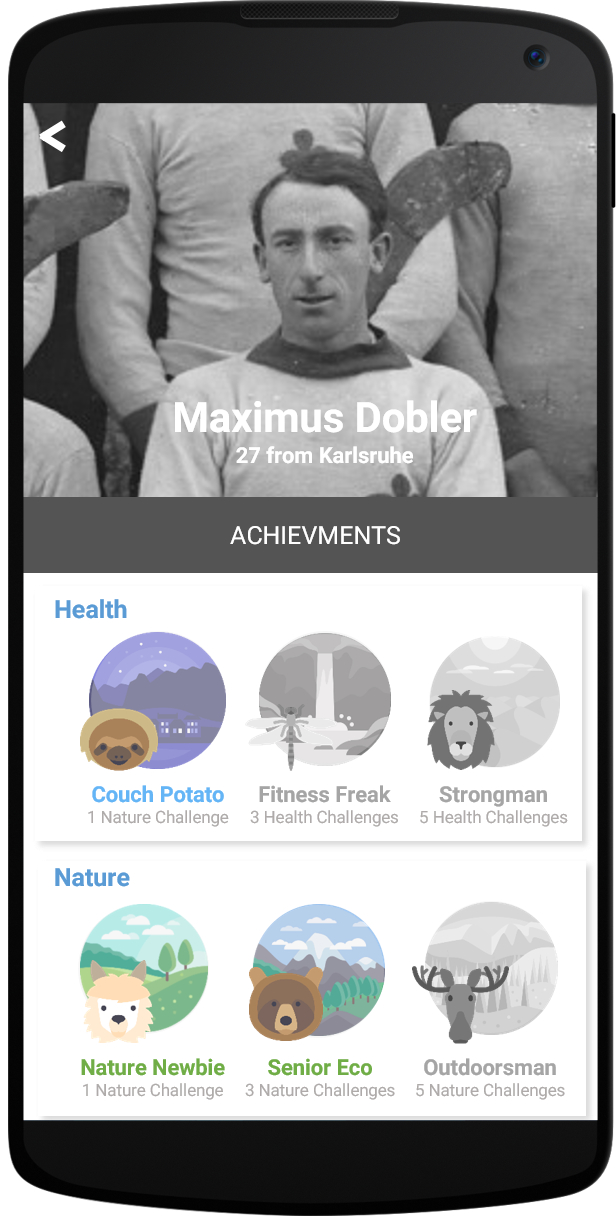 Maximus Dobler
27 from Karlsruhe
ACHIEVMENTS
Health
Couch Potato Fitness Freak Strongman
1 Nature Challenge 3 Health Challenges 5 Health Challenges
Nature
Nature Newbie Senior Eco Outdoorsman
1 Nature Challenge 3 Nature Challenges 5 Nature Challenges